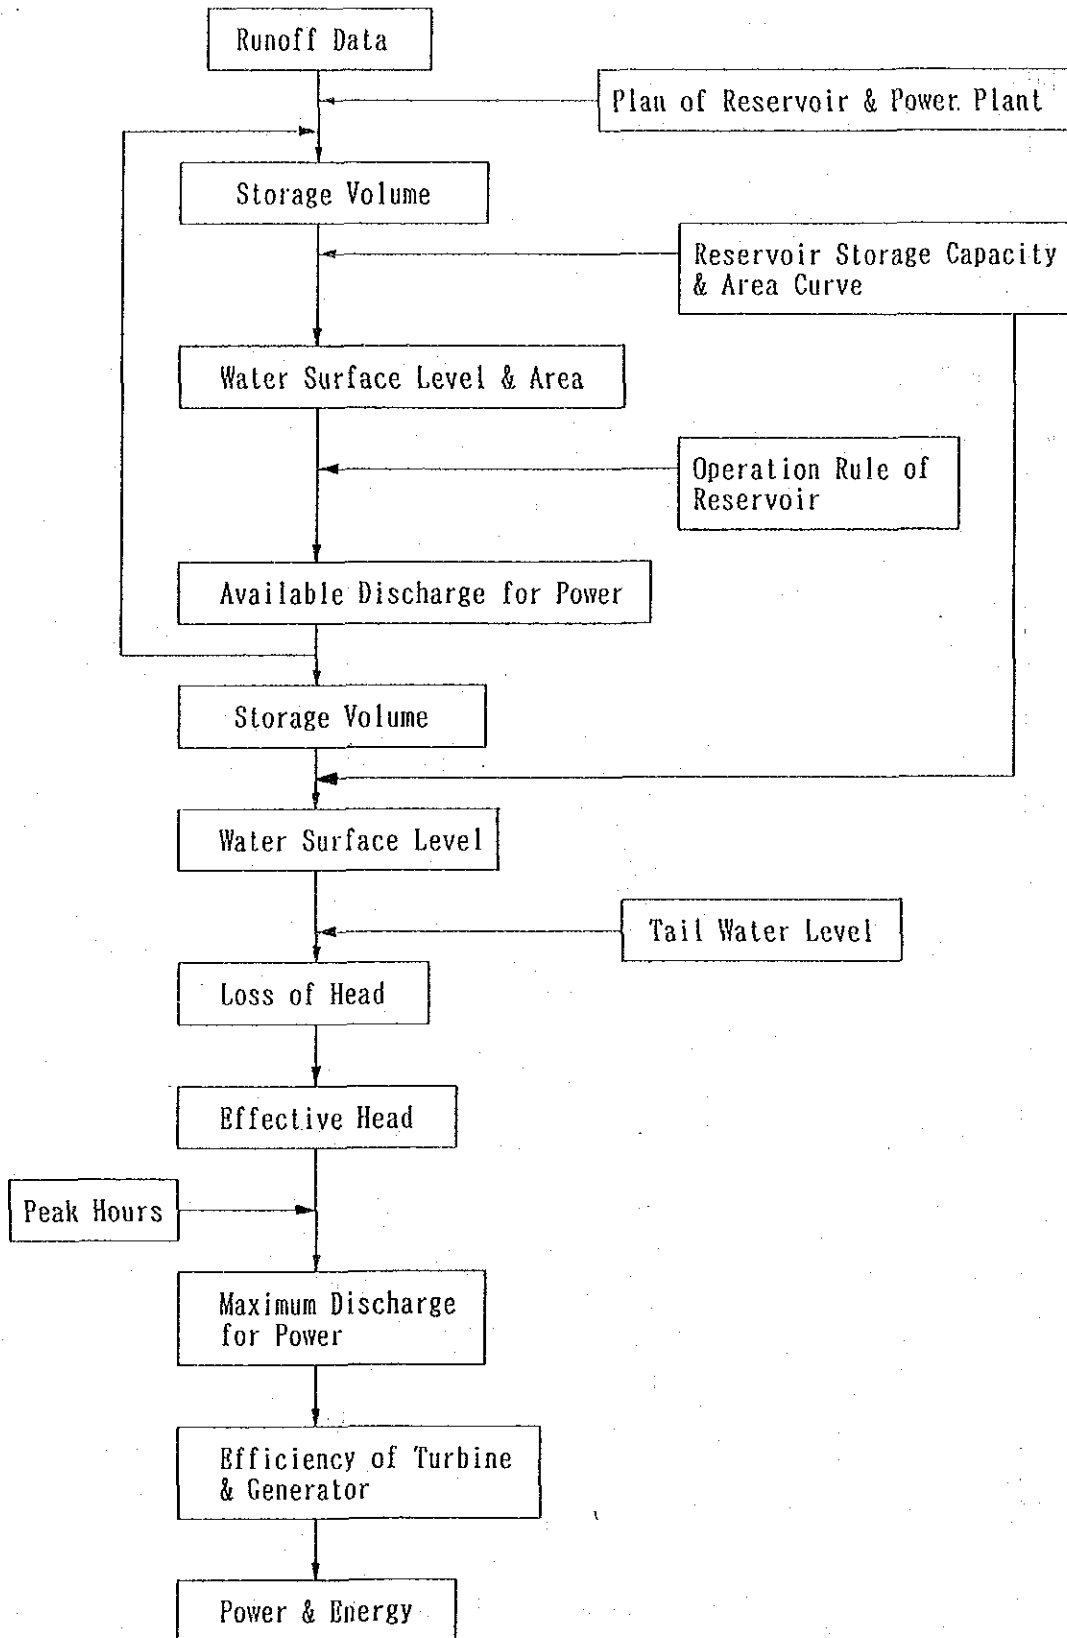 Runoff Data
Plan of Reservoir & Power. Plant
Storage Volume
Reservoir Storage Capacity
& Area Curve
Water Surface Level & Area
Operation Rule of
Reservoir
Available Discharge for Power
Storage Volume
Water Surface Level
Tail Water Level
Loss of Head
Effective Head
Peak Hours
Maximum Discharge
for Power
Efficiency of Turbine
& Generator
Power & Energy